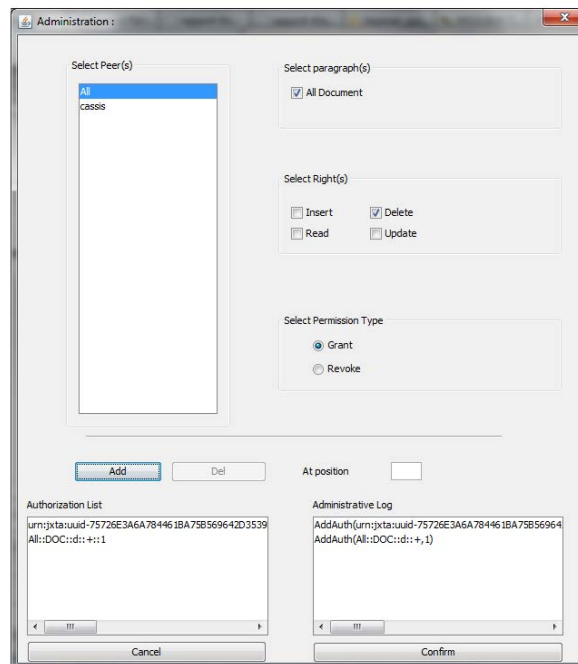 Administration :
Select Peer(s)
All
cassis
Select paragraph(s)
All Document
Select Right(s)
Insert
Delete
Read
Update
Select Permission Type
Grant
Revoke
Add
Del
At position
Authorization List
urn:jxta:uuid-75726E3A6A784461BA75B569642D3539
All::DOC::d::+::1
Administrative Log
AddAuth(urn:jxta:uuid-75726E3A6A784461BA75B56964
AddAuth(All::DOC::d::+,1)
Cancel
Confirm